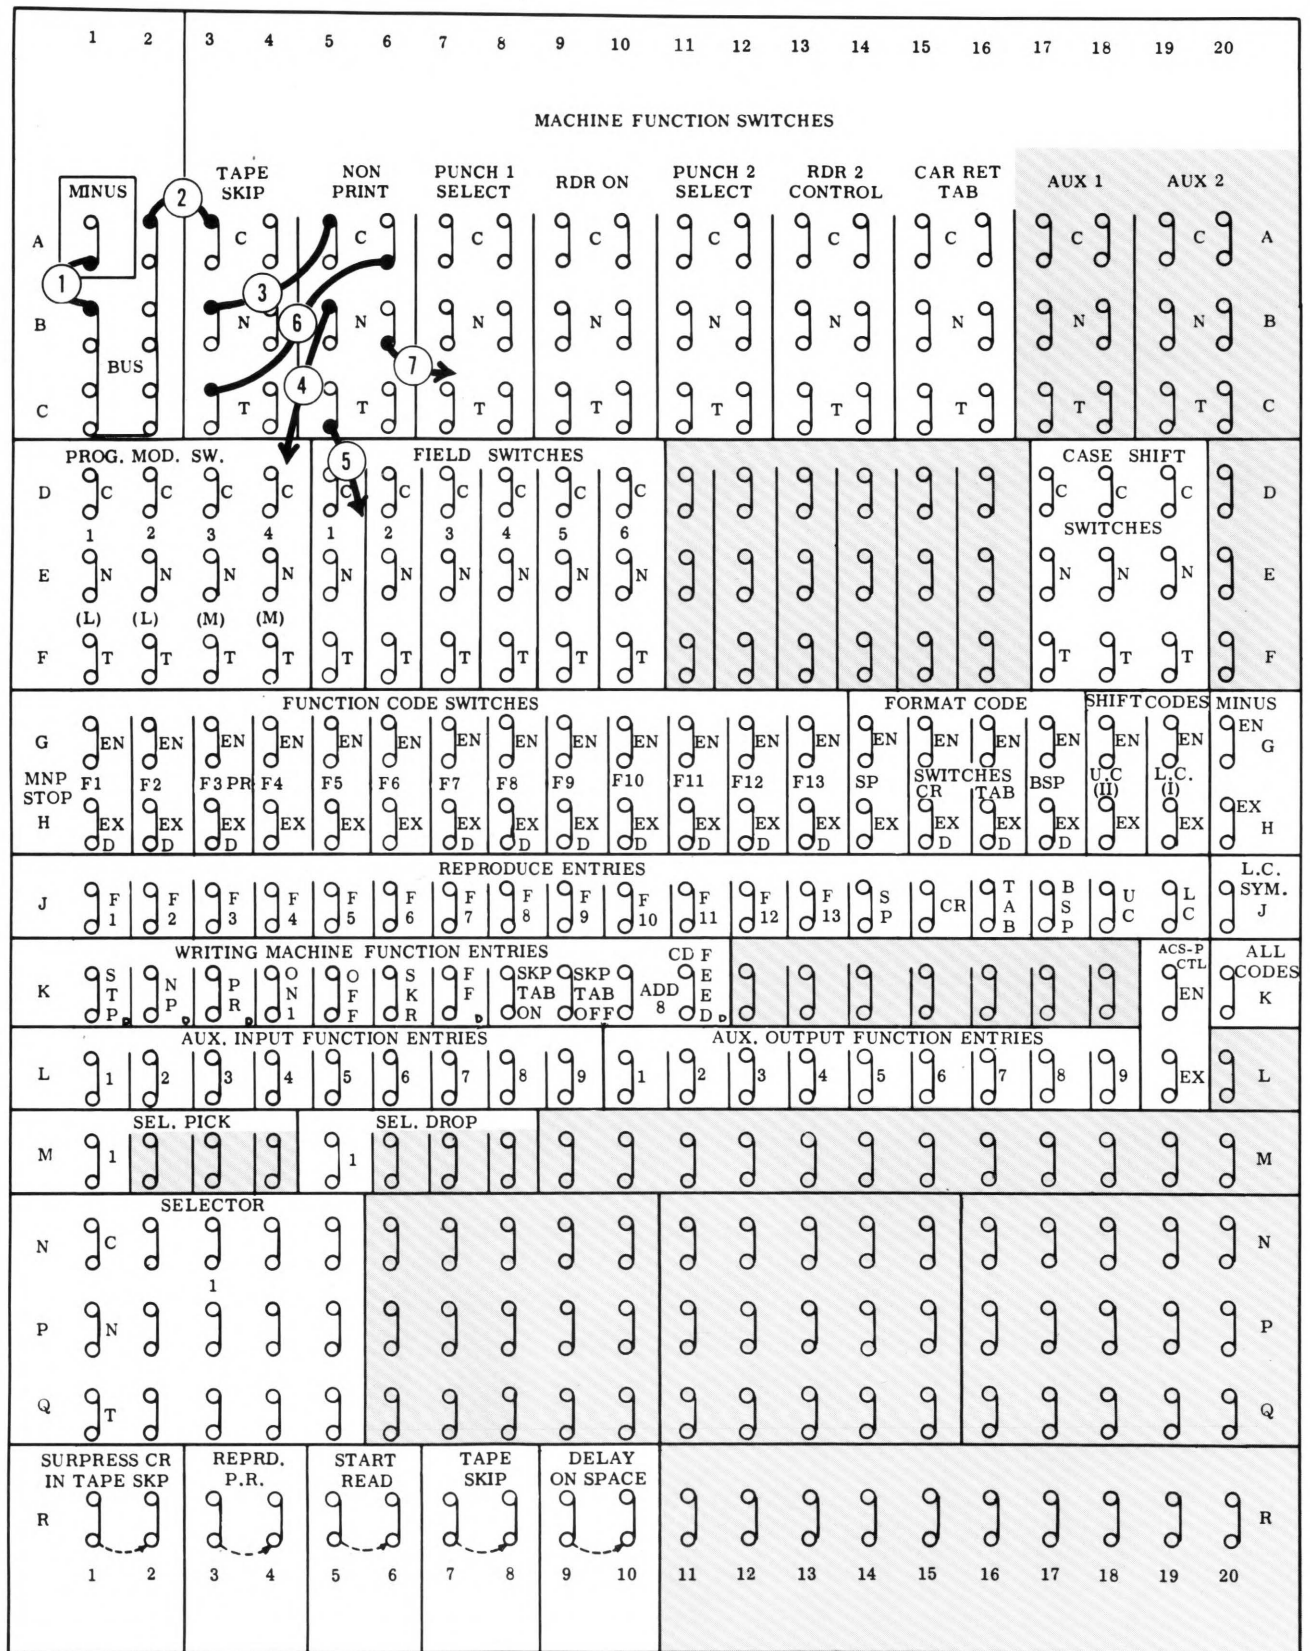 1 2 3 4 5 6 7 8 9 10 11 12 13 14 15 16 17 18 19 20
MACHINE FUNCTION SWITCHES
MINUS
TAPE SKIP
NON PRINT
PUNCH 1 SELECT
RDR ON
PUNCH 2 SELECT
RDR 2 CONTROL
CAR RET TAB
AUX 1
AUX 2
2
A C C C C C C C C C A
1 3
B N N N N N N N N N B
6
BUS
7
4
C T T T T T T T T T C
PROG. MOD. SW.
5
FIELD SWITCHES
CASE SHIFT
D C C C C C C C C C C C C C D
1 2 3 4 1 2 3 4 5 6
SWITCHES
E N N N N N N N N N N N N N E
(L) (L) (M) (M)
F T T T T T T T T T T T T T F
FUNCTION CODE SWITCHES
FORMAT CODE
SHIFT CODES
MINUS
G EN EN EN EN EN EN EN EN EN EN EN EN EN EN EN EN EN EN EN EN G
MNP STOP F1 F2 F3 PR F4 F5 F6 F7 F8 F9 F10 F11 F12 F13 SP
SWITCHES
CR TAB BSP U.C (II) L.C. (I)
H EX EX EX EX EX EX EX EX EX EX EX EX EX EX EX EX EX EX EX EX H
D D D D D D D D D D D D D D D
REPRODUCE ENTRIES
L.C. SYM.
J F1 F2 F3 F4 F5 F6 F7 F8 F9 F10 F11 F12 F13 SP CR TAB BSP UC LC J
WRITING MACHINE FUNCTION ENTRIES
CD FEED D
ACS-P CTL
ALL CODES
K STP D NP D PR D ON1 OFF SKR FF D SKP TAB ON SKP TAB OFF ADD 8 EN K
AUX. INPUT FUNCTION ENTRIES
AUX. OUTPUT FUNCTION ENTRIES
L 1 2 3 4 5 6 7 8 9 1 2 3 4 5 6 7 8 9 EX L
SEL. PICK
SEL. DROP
M 1 1 M
SELECTOR
N C N
1
P N P
Q T Q
SURPRESS CR IN TAPE SKP
REPRD. P.R.
START READ
TAPE SKIP
DELAY ON SPACE
R R
1 2 3 4 5 6 7 8 9 10 11 12 13 14 15 16 17 18 19 20